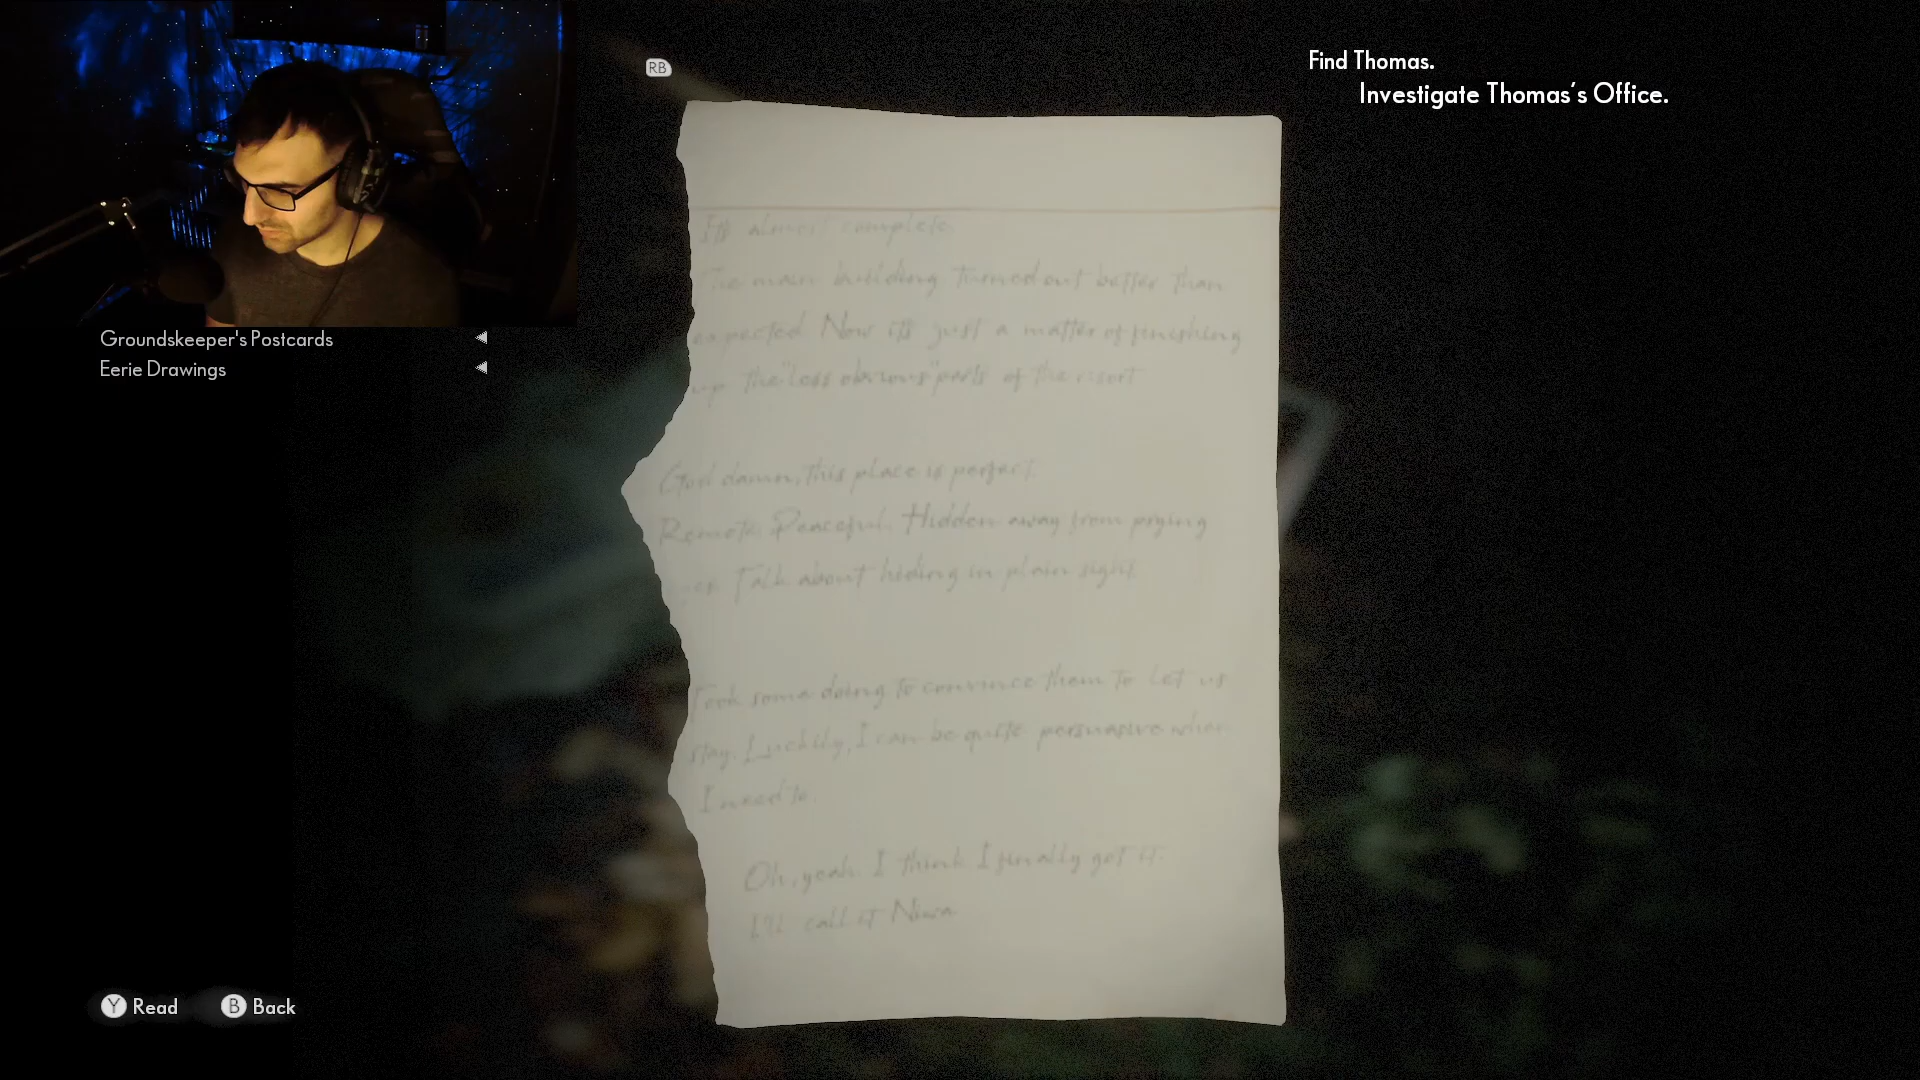 RB
Find Thomas.
Investigate Thomas's Office.
It's almost complete.
The main building turned out better than
expected. Now it's just a matter of finishing
up the "less obvious" parts of the resort.
God damn, this place is perfect.
Remote. Peaceful. Hidden away from prying
Talk about hiding in plain sight.
Took some doing to convince them to let us
stay. Luckily, I can be quite persuasive when
I need to.
Oh, yeah. I think I finally got it.
I'll call it Niwa
Groundskeeper's Postcards
Eerie Drawings
Y Read B Back